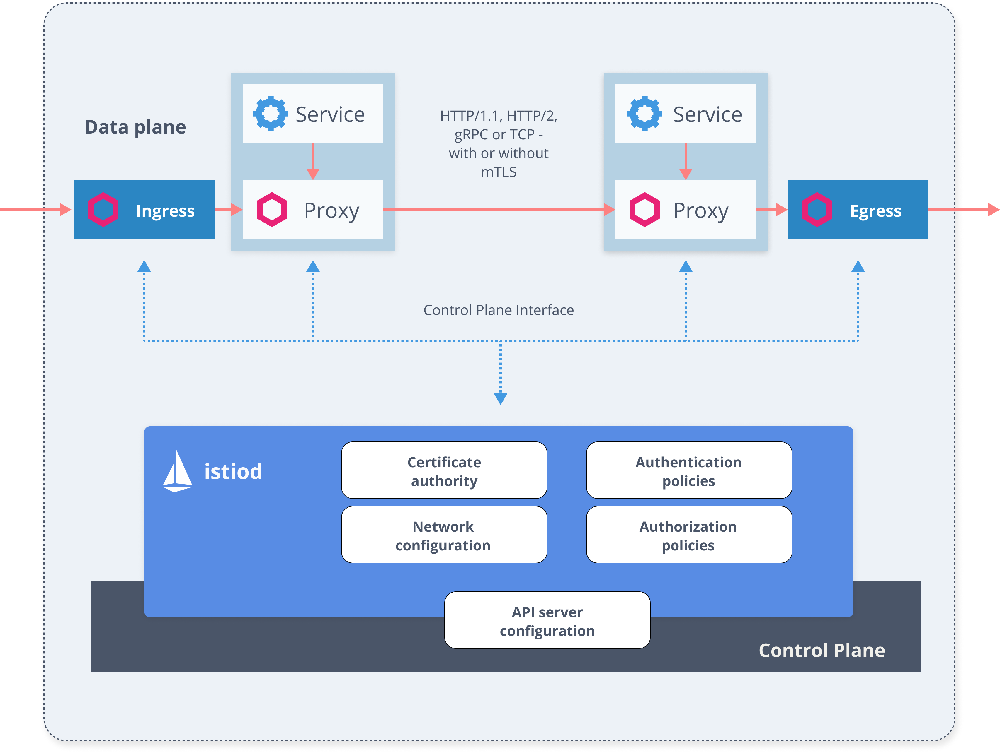 Data plane
Service
HTTP/1.1, HTTP/2,
gRPC or TCP -
with or without
mTLS
Service
Ingress
Proxy
Proxy
Egress
Control Plane Interface
istiod
Certificate
authority
Authentication
policies
Network
configuration
Authorization
policies
API server
configuration
Control Plane